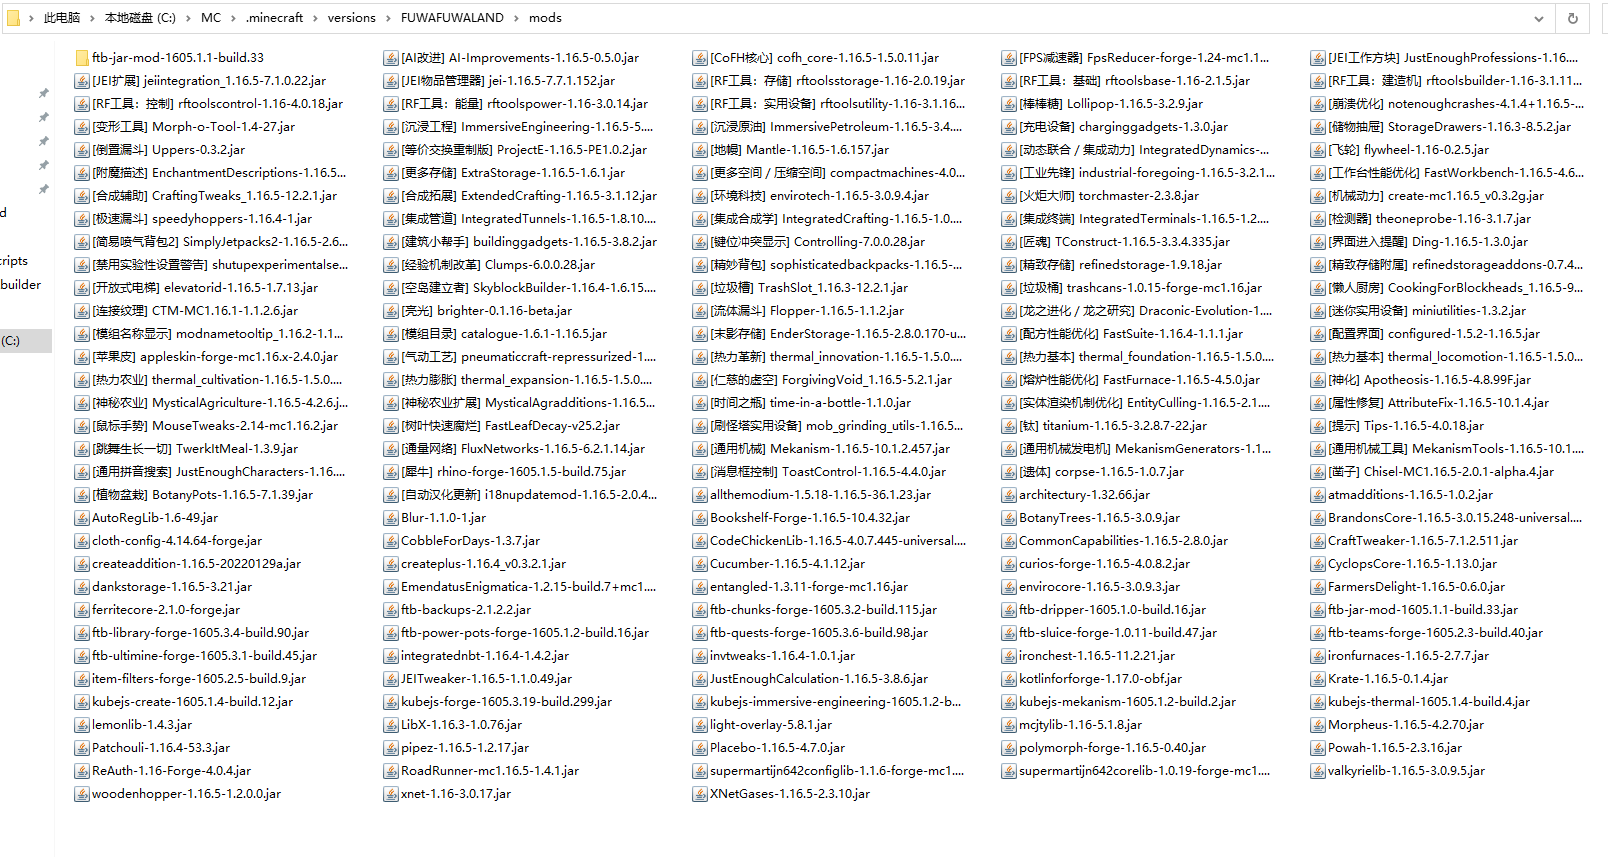 此电脑 > 本地磁盘 (C:) > MC > .minecraft > versions > FUWAFUWALAND > mods
ftb-jar-mod-1605.1.1-build.33 [AI改进] AI-Improvements-1.16.5-0.5.0.jar [CoFH核心] cofh_core-1.16.5-1.5.0.11.jar [FPS减速器] FpsReducer-forge-1.24-mc1.1... [JEI工作方块] JustEnoughProfessions-1.16....
[JEI扩展] jeiintegration_1.16.5-7.1.0.22.jar [JEI物品管理器] jei-1.16.5-7.7.1.152.jar [RF工具：存储] rftoolsstorage-1.16-2.0.19.jar [RF工具：基础] rftoolsbase-1.16-2.1.5.jar [RF工具：建造机] rftoolsbuilder-1.16-3.1.11...
[RF工具：控制] rftoolscontrol-1.16-4.0.18.jar [RF工具：能量] rftoolspower-1.16-3.0.14.jar [RF工具：实用设备] rftoolsutility-1.16-3.1.16... [棒棒糖] Lollipop-1.16.5-3.2.9.jar [崩溃优化] notenoughcrashes-4.1.4+1.16.5-...
[变形工具] Morph-o-Tool-1.4-27.jar [沉浸工程] ImmersiveEngineering-1.16.5-5.... [沉浸原油] ImmersivePetroleum-1.16.5-3.4.... [充电设备] charginggadgets-1.3.0.jar [储物抽屉] StorageDrawers-1.16.3-8.5.2.jar
[倒置漏斗] Uppers-0.3.2.jar [等价交换重制版] ProjectE-1.16.5-PE1.0.2.jar [地幔] Mantle-1.16.5-1.6.157.jar [动态联合 / 集成动力] IntegratedDynamics-... [飞轮] flywheel-1.16-0.2.5.jar
[附魔描述] EnchantmentDescriptions-1.16.5... [更多存储] ExtraStorage-1.16.5-1.6.1.jar [更多空间 / 压缩空间] compactmachines-4.0... [工业先锋] industrial-foregoing-1.16.5-3.2.1... [工作台性能优化] FastWorkbench-1.16.5-4.6...
[合成辅助] CraftingTweaks_1.16.5-12.2.1.jar [合成拓展] ExtendedCrafting-1.16.5-3.1.12.jar [环境科技] envirotech-1.16.5-3.0.9.4.jar [火炬大师] torchmaster-2.3.8.jar [机械动力] create-mc1.16.5_v0.3.2g.jar
[极速漏斗] speedyhoppers-1.16.4-1.jar [集成管道] IntegratedTunnels-1.16.5-1.8.10.... [集成合成学] IntegratedCrafting-1.16.5-1.0.... [集成终端] IntegratedTerminals-1.16.5-1.2.... [检测器] theoneprobe-1.16-3.1.7.jar
d
[简易喷气背包2] SimplyJetpacks2-1.16.5-2.6... [建筑小帮手] buildinggadgets-1.16.5-3.8.2.jar [键位冲突显示] Controlling-7.0.0.28.jar [匠魂] TConstruct-1.16.5-3.3.4.335.jar [界面进入提醒] Ding-1.16.5-1.3.0.jar
cripts
[禁用实验性设置警告] shutupexperimentalse... [经验机制改革] Clumps-6.0.0.28.jar [精妙背包] sophisticatedbackpacks-1.16.5-... [精致存储] refinedstorage-1.9.18.jar [精致存储附属] refinedstorageaddons-0.7.4...
builder
[开放式电梯] elevatorid-1.16.5-1.7.13.jar [空岛建立者] SkyblockBuilder-1.16.4-1.6.15.... [垃圾槽] TrashSlot_1.16.3-12.2.1.jar [垃圾桶] trashcans-1.0.15-forge-mc1.16.jar [懒人厨房] CookingForBlockheads_1.16.5-9...
[连接纹理] CTM-MC1.16.1-1.1.2.6.jar [亮光] brighter-0.1.16-beta.jar [流体漏斗] Flopper-1.16.5-1.1.2.jar [龙之进化 / 龙之研究] Draconic-Evolution-1.... [迷你实用设备] miniutilities-1.3.2.jar
[模组名称显示] modnametooltip_1.16.2-1.1... [模组目录] catalogue-1.6.1-1.16.5.jar [末影存储] EnderStorage-1.16.5-2.8.0.170-u... [配方性能优化] FastSuite-1.16.4-1.1.1.jar [配置界面] configured-1.5.2-1.16.5.jar
(C:)
[苹果皮] appleskin-forge-mc1.16.x-2.4.0.jar [气动工艺] pneumaticcraft-repressurized-1.... [热力革新] thermal_innovation-1.16.5-1.5.0.... [热力基本] thermal_foundation-1.16.5-1.5.0.... [热力基本] thermal_locomotion-1.16.5-1.5.0...
[热力农业] thermal_cultivation-1.16.5-1.5.0.... [热力膨胀] thermal_expansion-1.16.5-1.5.0.... [仁慈的虚空] ForgivingVoid_1.16.5-5.2.1.jar [熔炉性能优化] FastFurnace-1.16.5-4.5.0.jar [神化] Apotheosis-1.16.5-4.8.99F.jar
[神秘农业] MysticalAgriculture-1.16.5-4.2.6.j... [神秘农业扩展] MysticalAgradditions-1.16.5... [时间之瓶] time-in-a-bottle-1.1.0.jar [实体渲染机制优化] EntityCulling-1.16.5-2.1.... [属性修复] AttributeFix-1.16.5-10.1.4.jar
[鼠标手势] MouseTweaks-2.14-mc1.16.2.jar [树叶快速腐烂] FastLeafDecay-v25.2.jar [刷怪塔实用设备] mob_grinding_utils-1.16.5... [钛] titanium-1.16.5-3.2.8.7-22.jar [提示] Tips-1.16.5-4.0.18.jar
[跳舞生长一切] TwerkItMeal-1.3.9.jar [通量网络] FluxNetworks-1.16.5-6.2.1.14.jar [通用机械] Mekanism-1.16.5-10.1.2.457.jar [通用机械发电机] MekanismGenerators-1.1... [通用机械工具] MekanismTools-1.16.5-10.1....
[通用拼音搜索] JustEnoughCharacters-1.16.... [犀牛] rhino-forge-1605.1.5-build.75.jar [消息框控制] ToastControl-1.16.5-4.4.0.jar [遗体] corpse-1.16.5-1.0.7.jar [凿子] Chisel-MC1.16.5-2.0.1-alpha.4.jar
[植物盆栽] BotanyPots-1.16.5-7.1.39.jar [自动汉化更新] i18nupdatemod-1.16.5-2.0.4... allthemodium-1.5.18-1.16.5-36.1.23.jar architectury-1.32.66.jar atmadditions-1.16.5-1.0.2.jar
AutoRegLib-1.6-49.jar Blur-1.1.0-1.jar Bookshelf-Forge-1.16.5-10.4.32.jar BotanyTrees-1.16.5-3.0.9.jar BrandonsCore-1.16.5-3.0.15.248-universal....
cloth-config-4.14.64-forge.jar CobbleForDays-1.3.7.jar CodeChickenLib-1.16.5-4.0.7.445-universal.... CommonCapabilities-1.16.5-2.8.0.jar CraftTweaker-1.16.5-7.1.2.511.jar
createaddition-1.16.5-20220129a.jar createplus-1.16.4_v0.3.2.1.jar Cucumber-1.16.5-4.1.12.jar curios-forge-1.16.5-4.0.8.2.jar CyclopsCore-1.16.5-1.13.0.jar
dankstorage-1.16.5-3.21.jar EmendatusEnigmatica-1.2.15-build.7+mc1.... entangled-1.3.11-forge-mc1.16.jar envirocore-1.16.5-3.0.9.3.jar FarmersDelight-1.16.5-0.6.0.jar
ferritecore-2.1.0-forge.jar ftb-backups-2.1.2.2.jar ftb-chunks-forge-1605.3.2-build.115.jar ftb-dripper-1605.1.0-build.16.jar ftb-jar-mod-1605.1.1-build.33.jar
ftb-library-forge-1605.3.4-build.90.jar ftb-power-pots-forge-1605.1.2-build.16.jar ftb-quests-forge-1605.3.6-build.98.jar ftb-sluice-forge-1.0.11-build.47.jar ftb-teams-forge-1605.2.3-build.40.jar
ftb-ultimine-forge-1605.3.1-build.45.jar integratednbt-1.16.4-1.4.2.jar invtweaks-1.16.4-1.0.1.jar ironchest-1.16.5-11.2.21.jar ironfurnaces-1.16.5-2.7.7.jar
item-filters-forge-1605.2.5-build.9.jar JEITweaker-1.16.5-1.1.0.49.jar JustEnoughCalculation-1.16.5-3.8.6.jar kotlinforforge-1.17.0-obf.jar Krate-1.16.5-0.1.4.jar
kubejs-create-1605.1.4-build.12.jar kubejs-forge-1605.3.19-build.299.jar kubejs-immersive-engineering-1605.1.2-b... kubejs-mekanism-1605.1.2-build.2.jar kubejs-thermal-1605.1.4-build.4.jar
lemonlib-1.4.3.jar LibX-1.16.3-1.0.76.jar light-overlay-5.8.1.jar mcjtylib-1.16-5.1.8.jar Morpheus-1.16.5-4.2.70.jar
Patchouli-1.16.4-53.3.jar pipez-1.16.5-1.2.17.jar Placebo-1.16.5-4.7.0.jar polymorph-forge-1.16.5-0.40.jar Powah-1.16.5-2.3.16.jar
ReAuth-1.16-Forge-4.0.4.jar RoadRunner-mc1.16.5-1.4.1.jar supermartijn642configlib-1.1.6-forge-mc1.... supermartijn642corelib-1.0.19-forge-mc1.... valkyrielib-1.16.5-3.0.9.5.jar
woodenhopper-1.16.5-1.2.0.0.jar xnet-1.16-3.0.17.jar XNetGases-1.16.5-2.3.10.jar